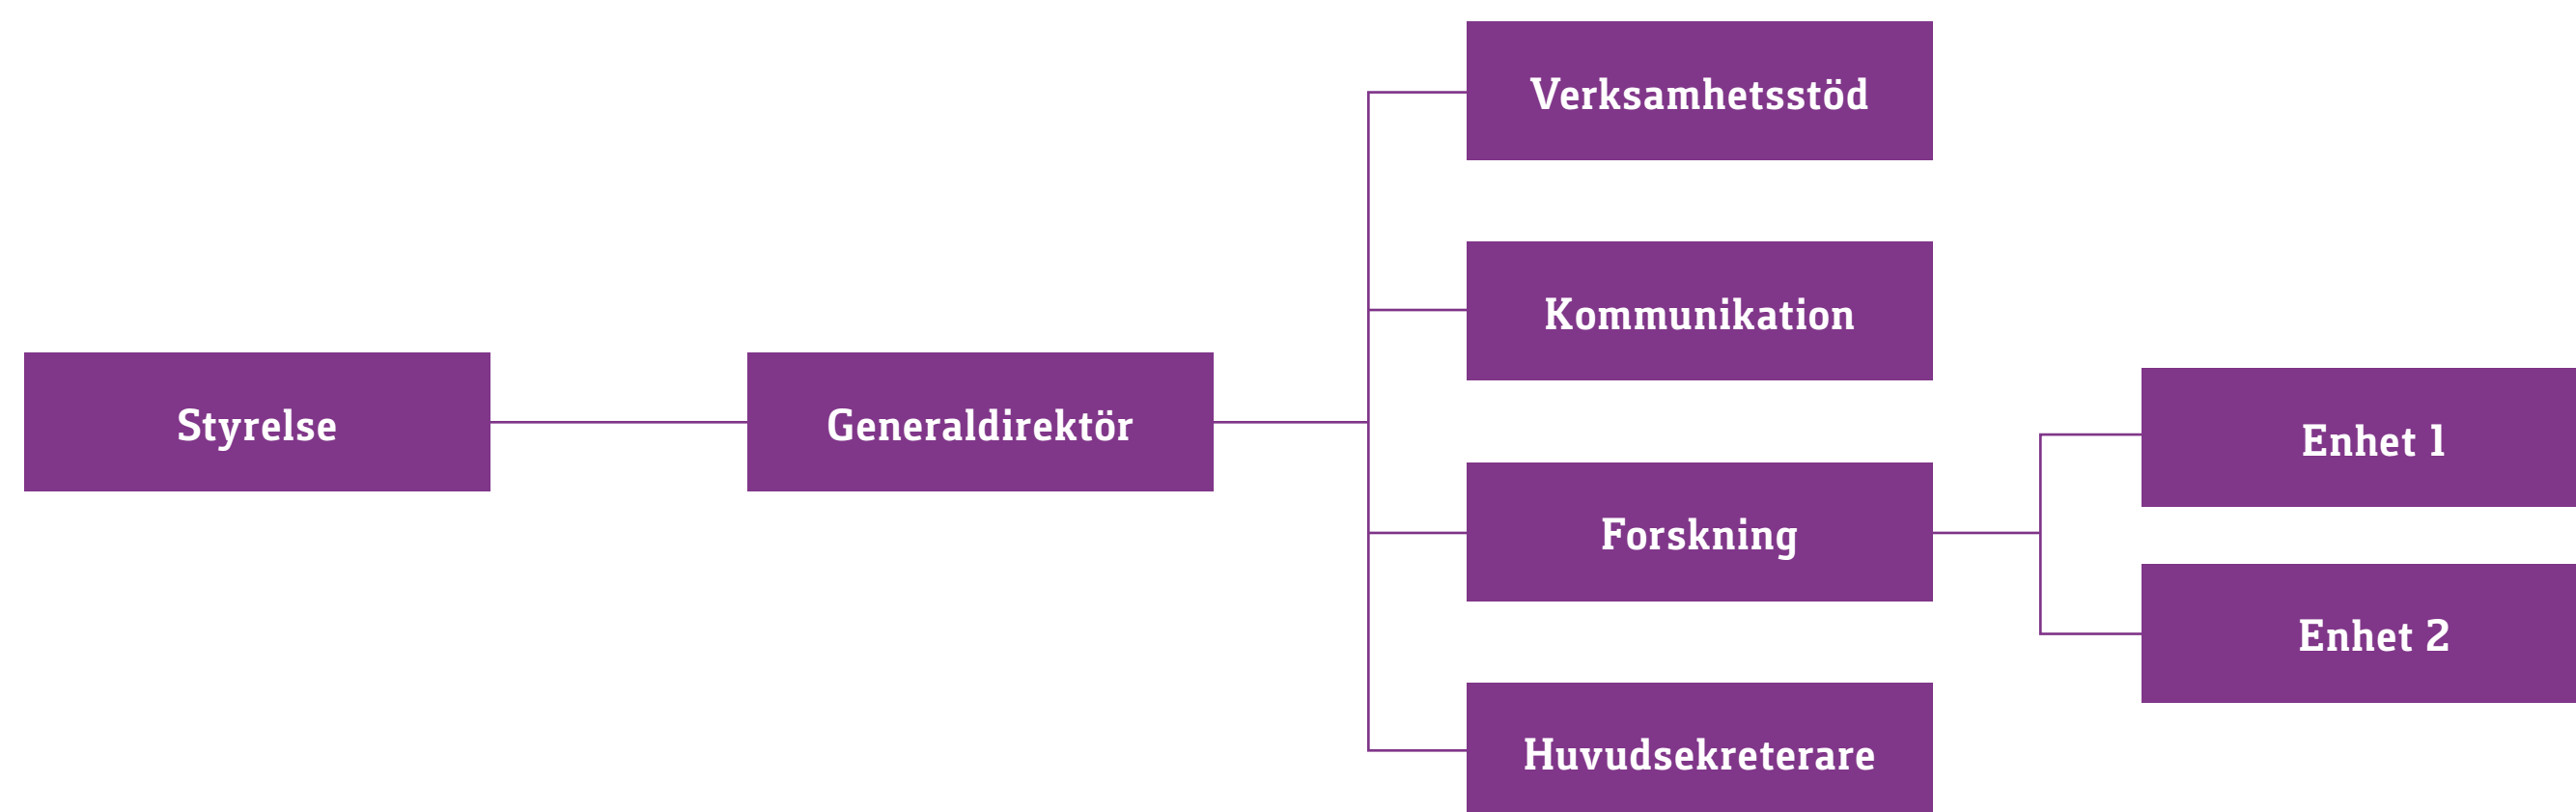 Styrelse
Generaldirektör
Verksamhetsstöd
Kommunikation
Forskning
Huvudsekreterare
Enhet 1
Enhet 2